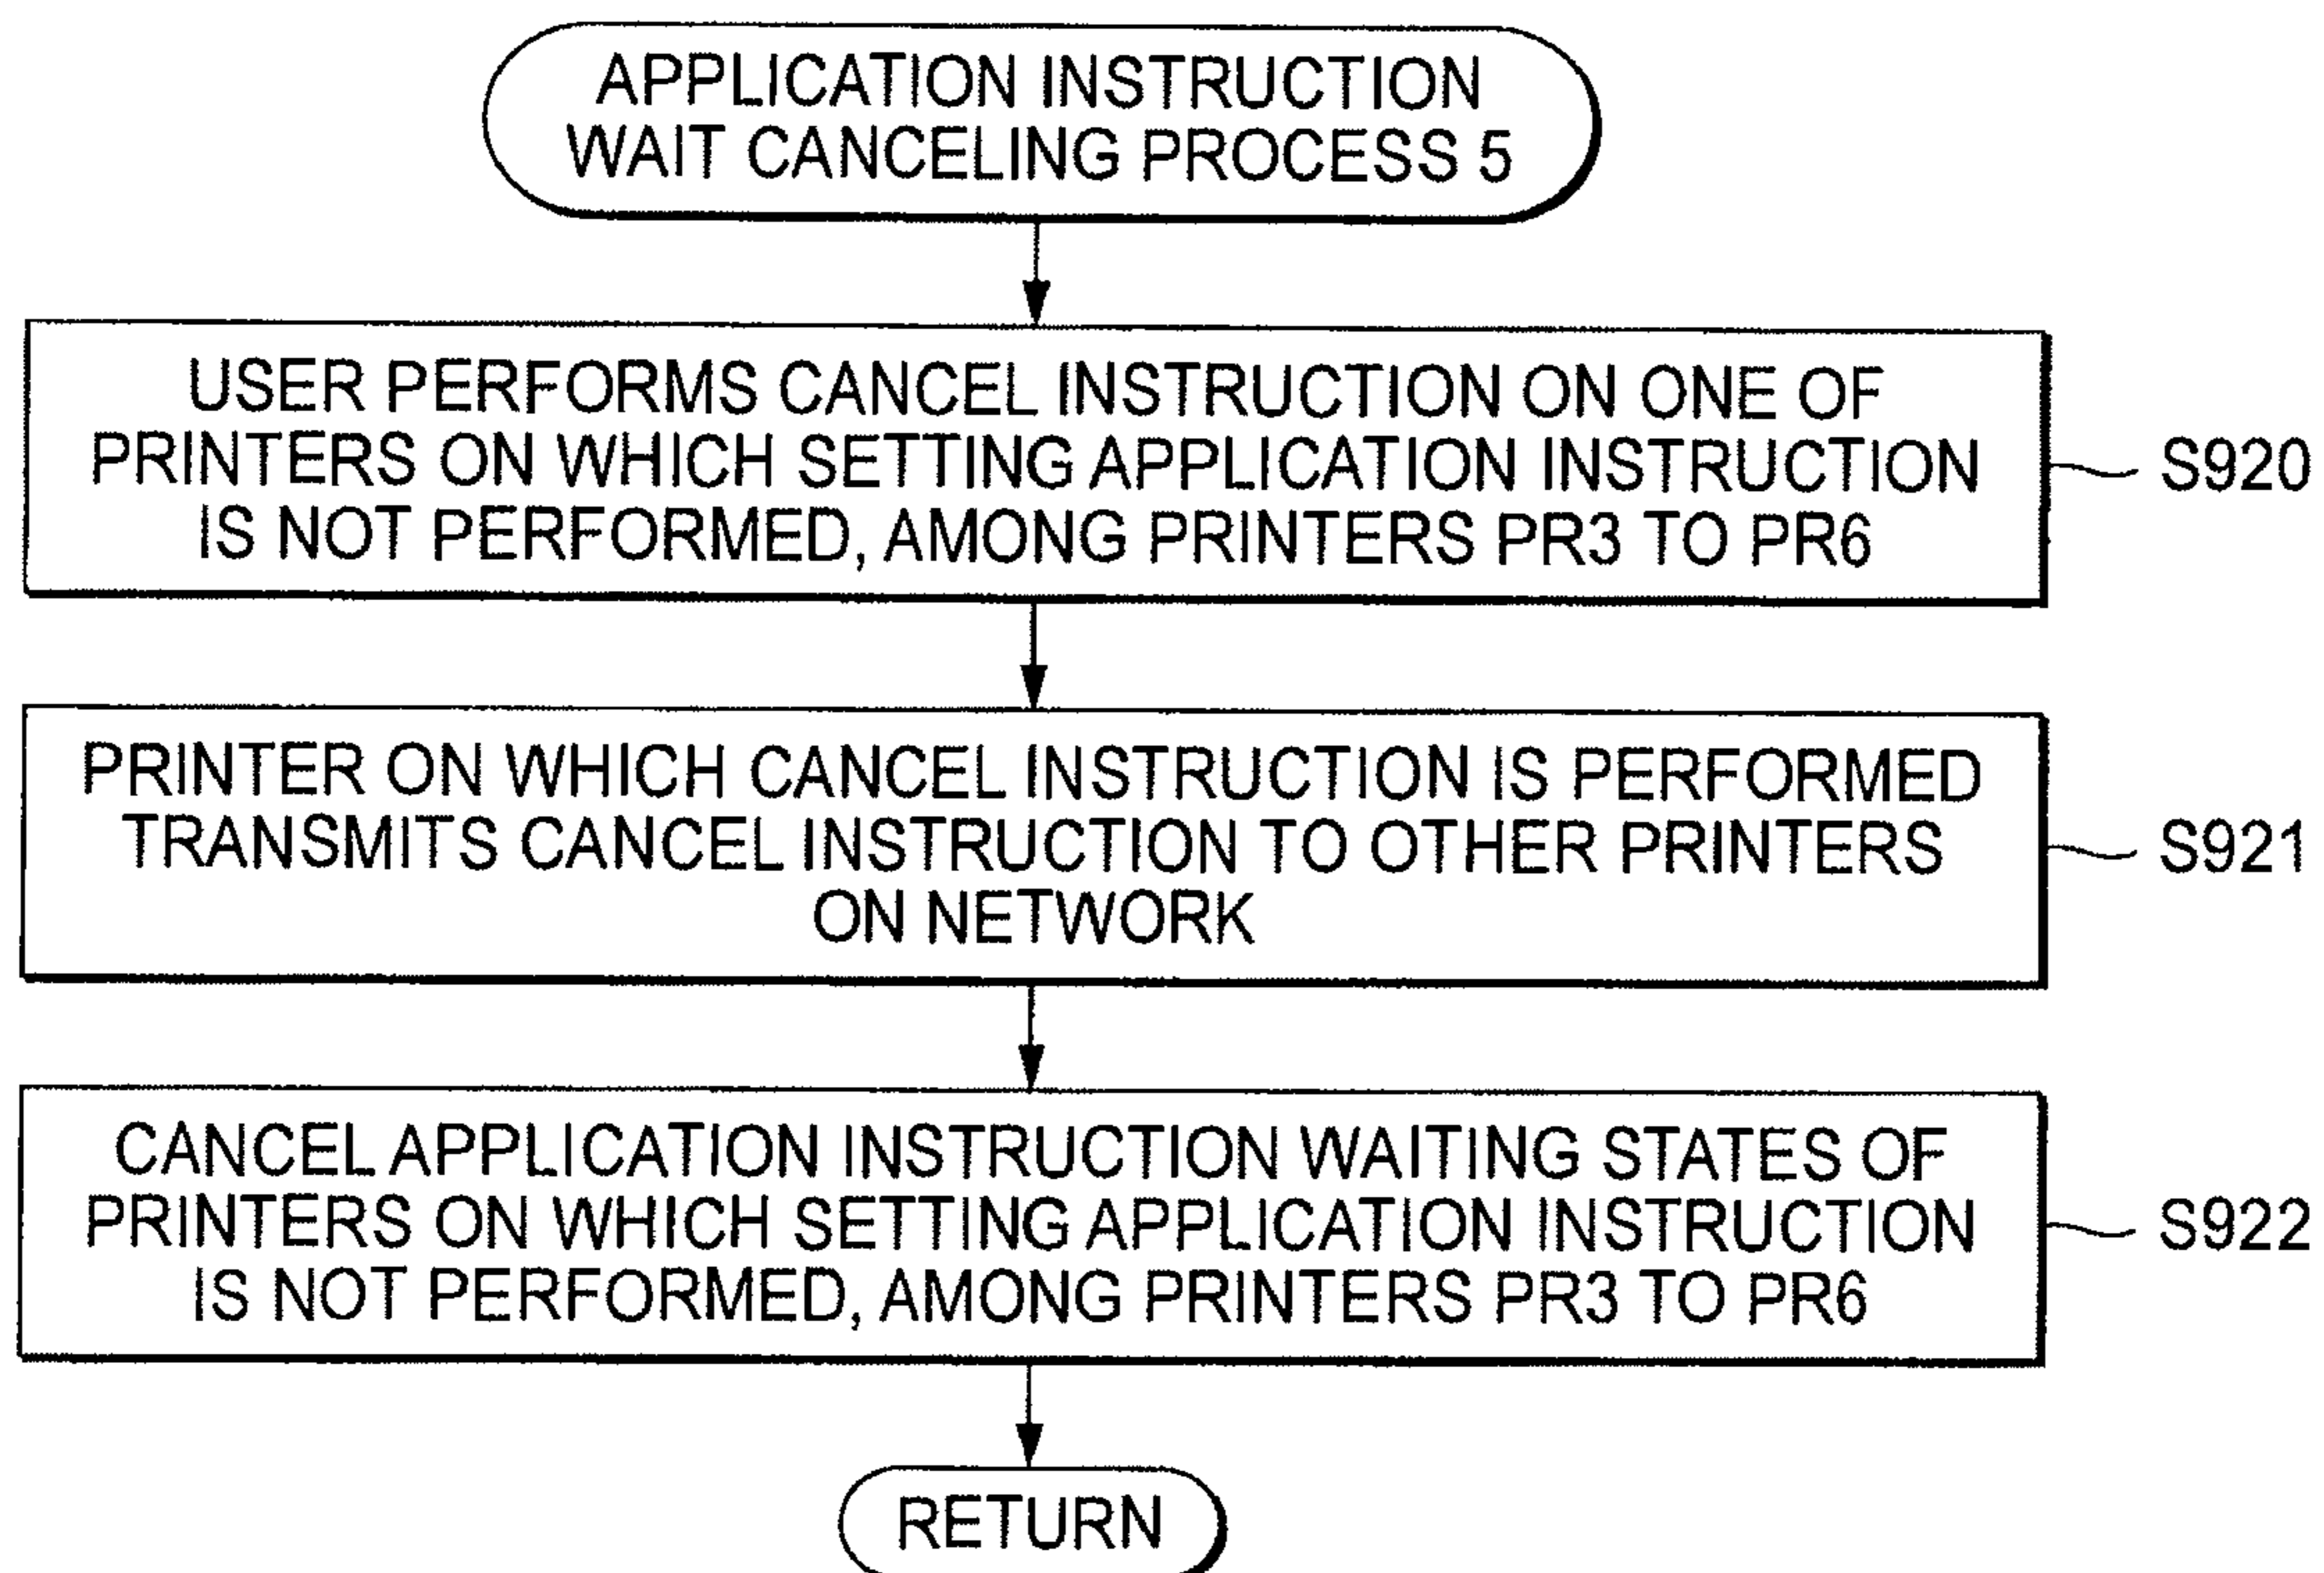 APPLICATION INSTRUCTION
WAIT CANCELING PROCESS 5
USER PERFORMS CANCEL INSTRUCTION ON ONE OF
PRINTERS ON WHICH SETTING APPLICATION INSTRUCTION
IS NOT PERFORMED, AMONG PRINTERS PR3 TO PR6
S920
PRINTER ON WHICH CANCEL INSTRUCTION IS PERFORMED
TRANSMITS CANCEL INSTRUCTION TO OTHER PRINTERS
ON NETWORK
S921
CANCEL APPLICATION INSTRUCTION WAITING STATES OF
PRINTERS ON WHICH SETTING APPLICATION INSTRUCTION
IS NOT PERFORMED, AMONG PRINTERS PR3 TO PR6
S922
RETURN